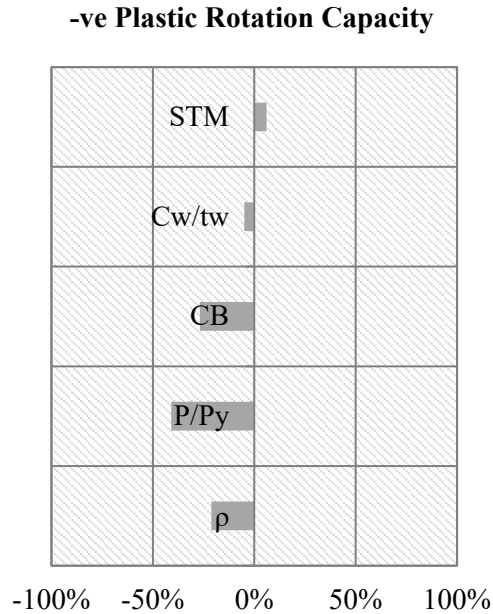 -ve Plastic Rotation Capacity
STM
Cw/tw
CB
P/Py
ρ
-100% -50% 0% 50% 100%